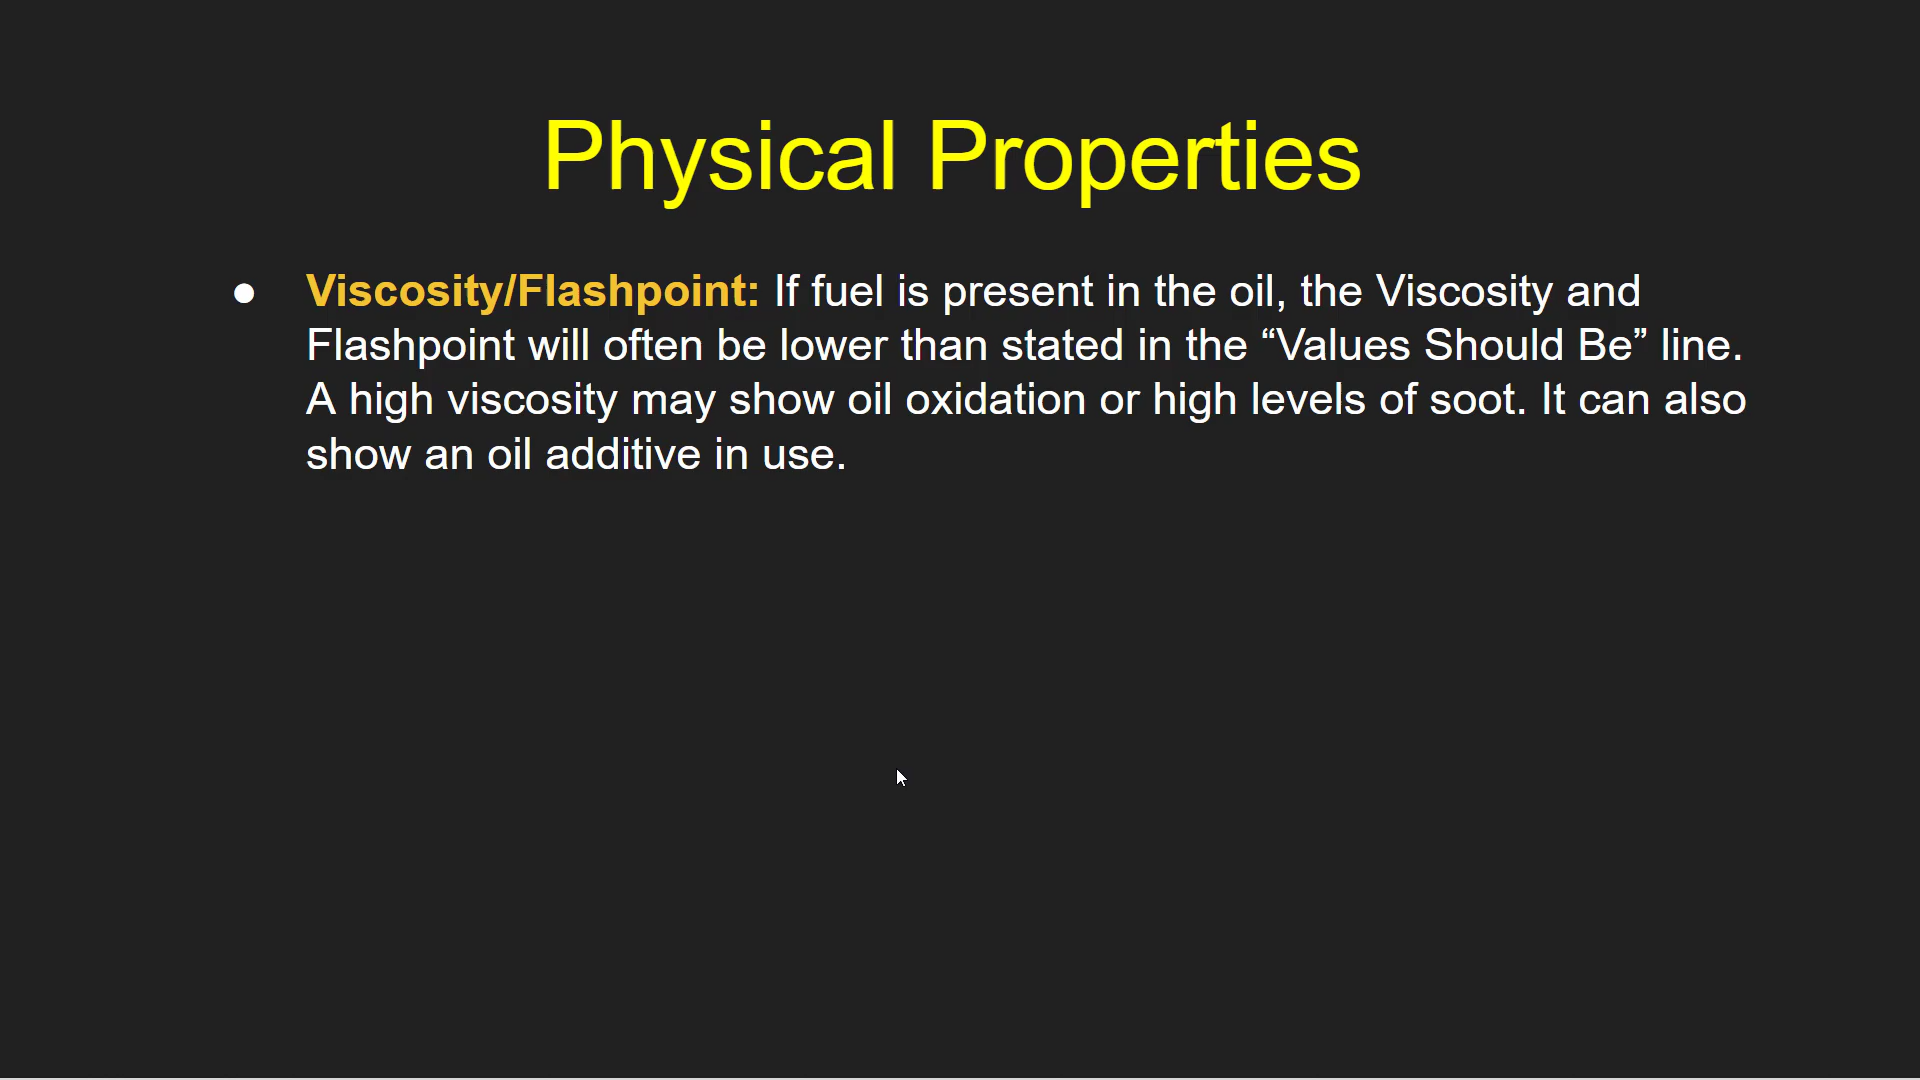 Physical Properties
● Viscosity/Flashpoint: If fuel is present in the oil, the Viscosity and
Flashpoint will often be lower than stated in the “Values Should Be” line.
A high viscosity may show oil oxidation or high levels of soot. It can also
show an oil additive in use.